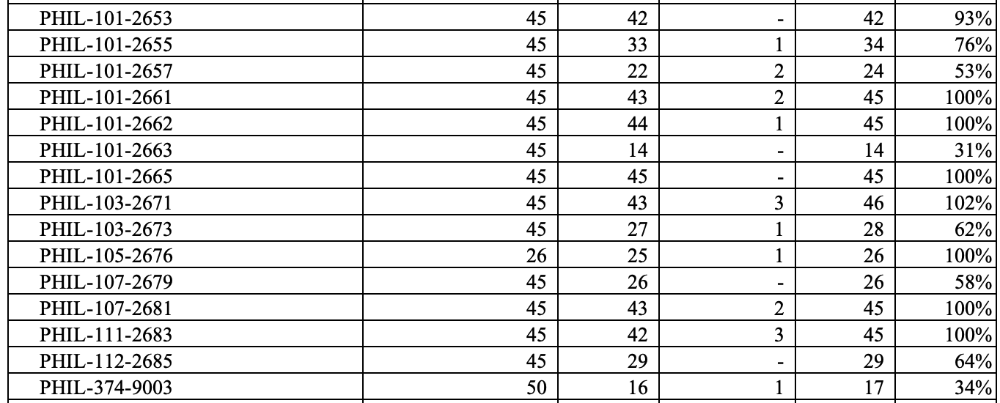 PHIL-101-2653 45 42 - 42 93%
PHIL-101-2655 45 33 1 34 76%
PHIL-101-2657 45 22 2 24 53%
PHIL-101-2661 45 43 2 45 100%
PHIL-101-2662 45 44 1 45 100%
PHIL-101-2663 45 14 - 14 31%
PHIL-101-2665 45 45 - 45 100%
PHIL-103-2671 45 43 3 46 102%
PHIL-103-2673 45 27 1 28 62%
PHIL-105-2676 26 25 1 26 100%
PHIL-107-2679 45 26 - 26 58%
PHIL-107-2681 45 43 2 45 100%
PHIL-111-2683 45 42 3 45 100%
PHIL-112-2685 45 29 - 29 64%
PHIL-374-9003 50 16 1 17 34%